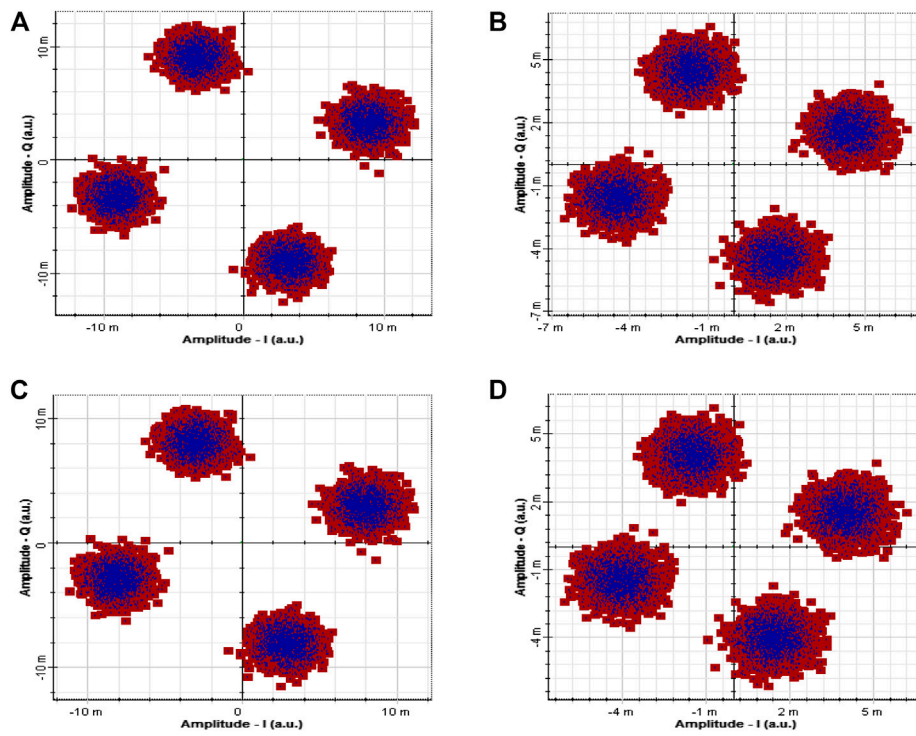 A
Amplitude - Q (a.u.)
10 m
0
-10 m
-10 m 0 10 m
Amplitude - I (a.u.)
B
Amplitude - Q (a.u.)
5 m
2 m
-1 m
-4 m
-7 m
-7 m -4 m -1 m 2 m 5 m
Amplitude - I (a.u.)
C
Amplitude - Q (a.u.)
10 m
0
-10 m
-10 m 0 10 m
Amplitude - I (a.u.)
D
Amplitude - Q (a.u.)
5 m
2 m
-1 m
-4 m
-4 m -1 m 2 m 5 m
Amplitude - I (a.u.)